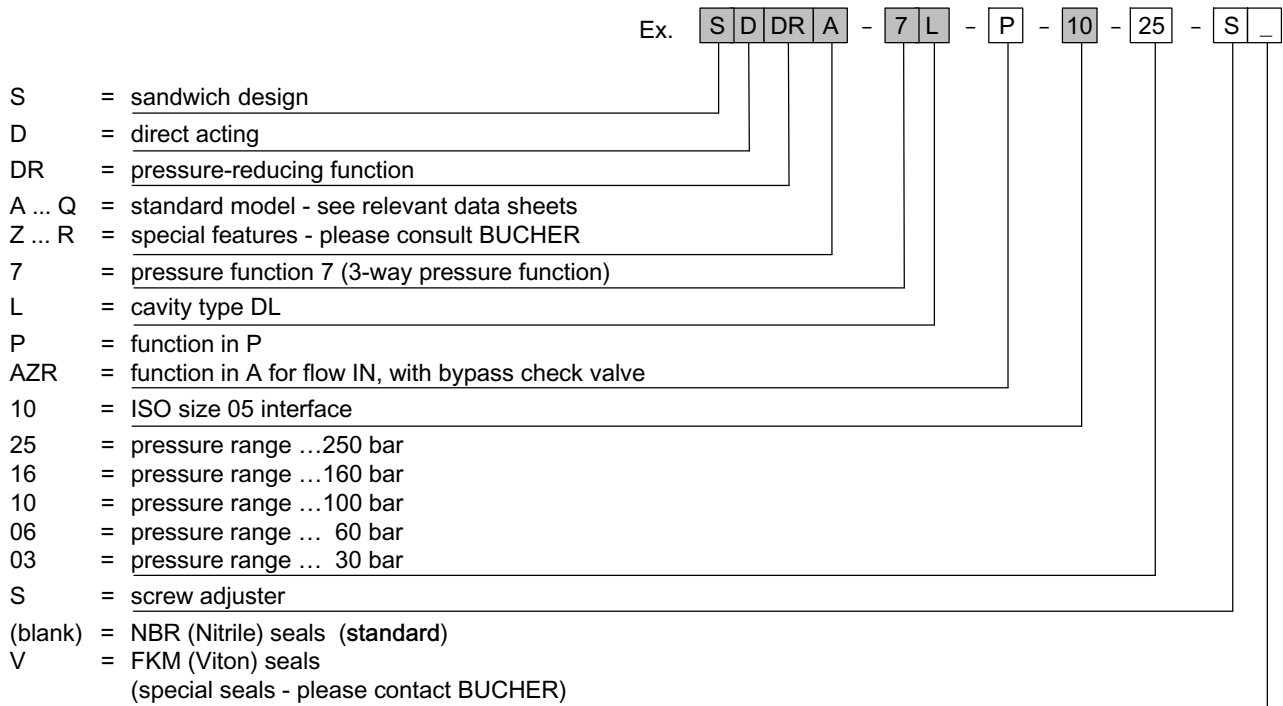 Ex. S D DR A - 7 L - P - 10 - 25 - S _
S = sandwich design
D = direct acting
DR = pressure-reducing function
A ... Q = standard model - see relevant data sheets
Z ... R = special features - please consult BUCHER
7 = pressure function 7 (3-way pressure function)
L = cavity type DL
P = function in P
AZR = function in A for flow IN, with bypass check valve
10 = ISO size 05 interface
25 = pressure range …250 bar
16 = pressure range …160 bar
10 = pressure range …100 bar
06 = pressure range … 60 bar
03 = pressure range … 30 bar
S = screw adjuster
(blank) = NBR (Nitrile) seals (standard)
V = FKM (Viton) seals
(special seals - please contact BUCHER)